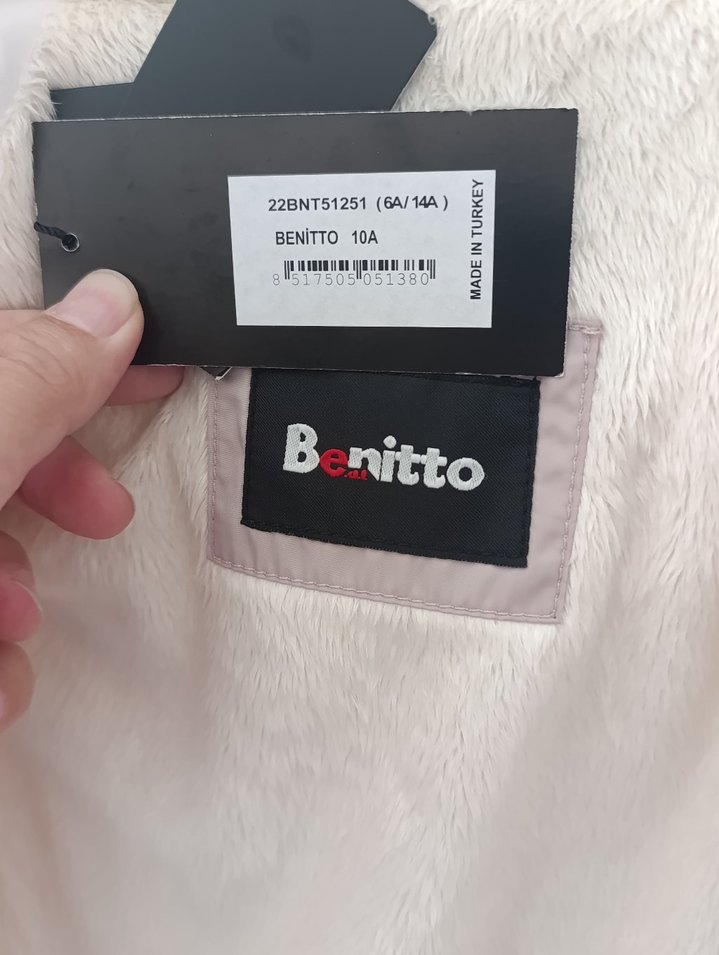 22BNT51251 (6A/14A)
BENİTTO 10A
8 517505 051380
MADE IN TURKEY
Benitto